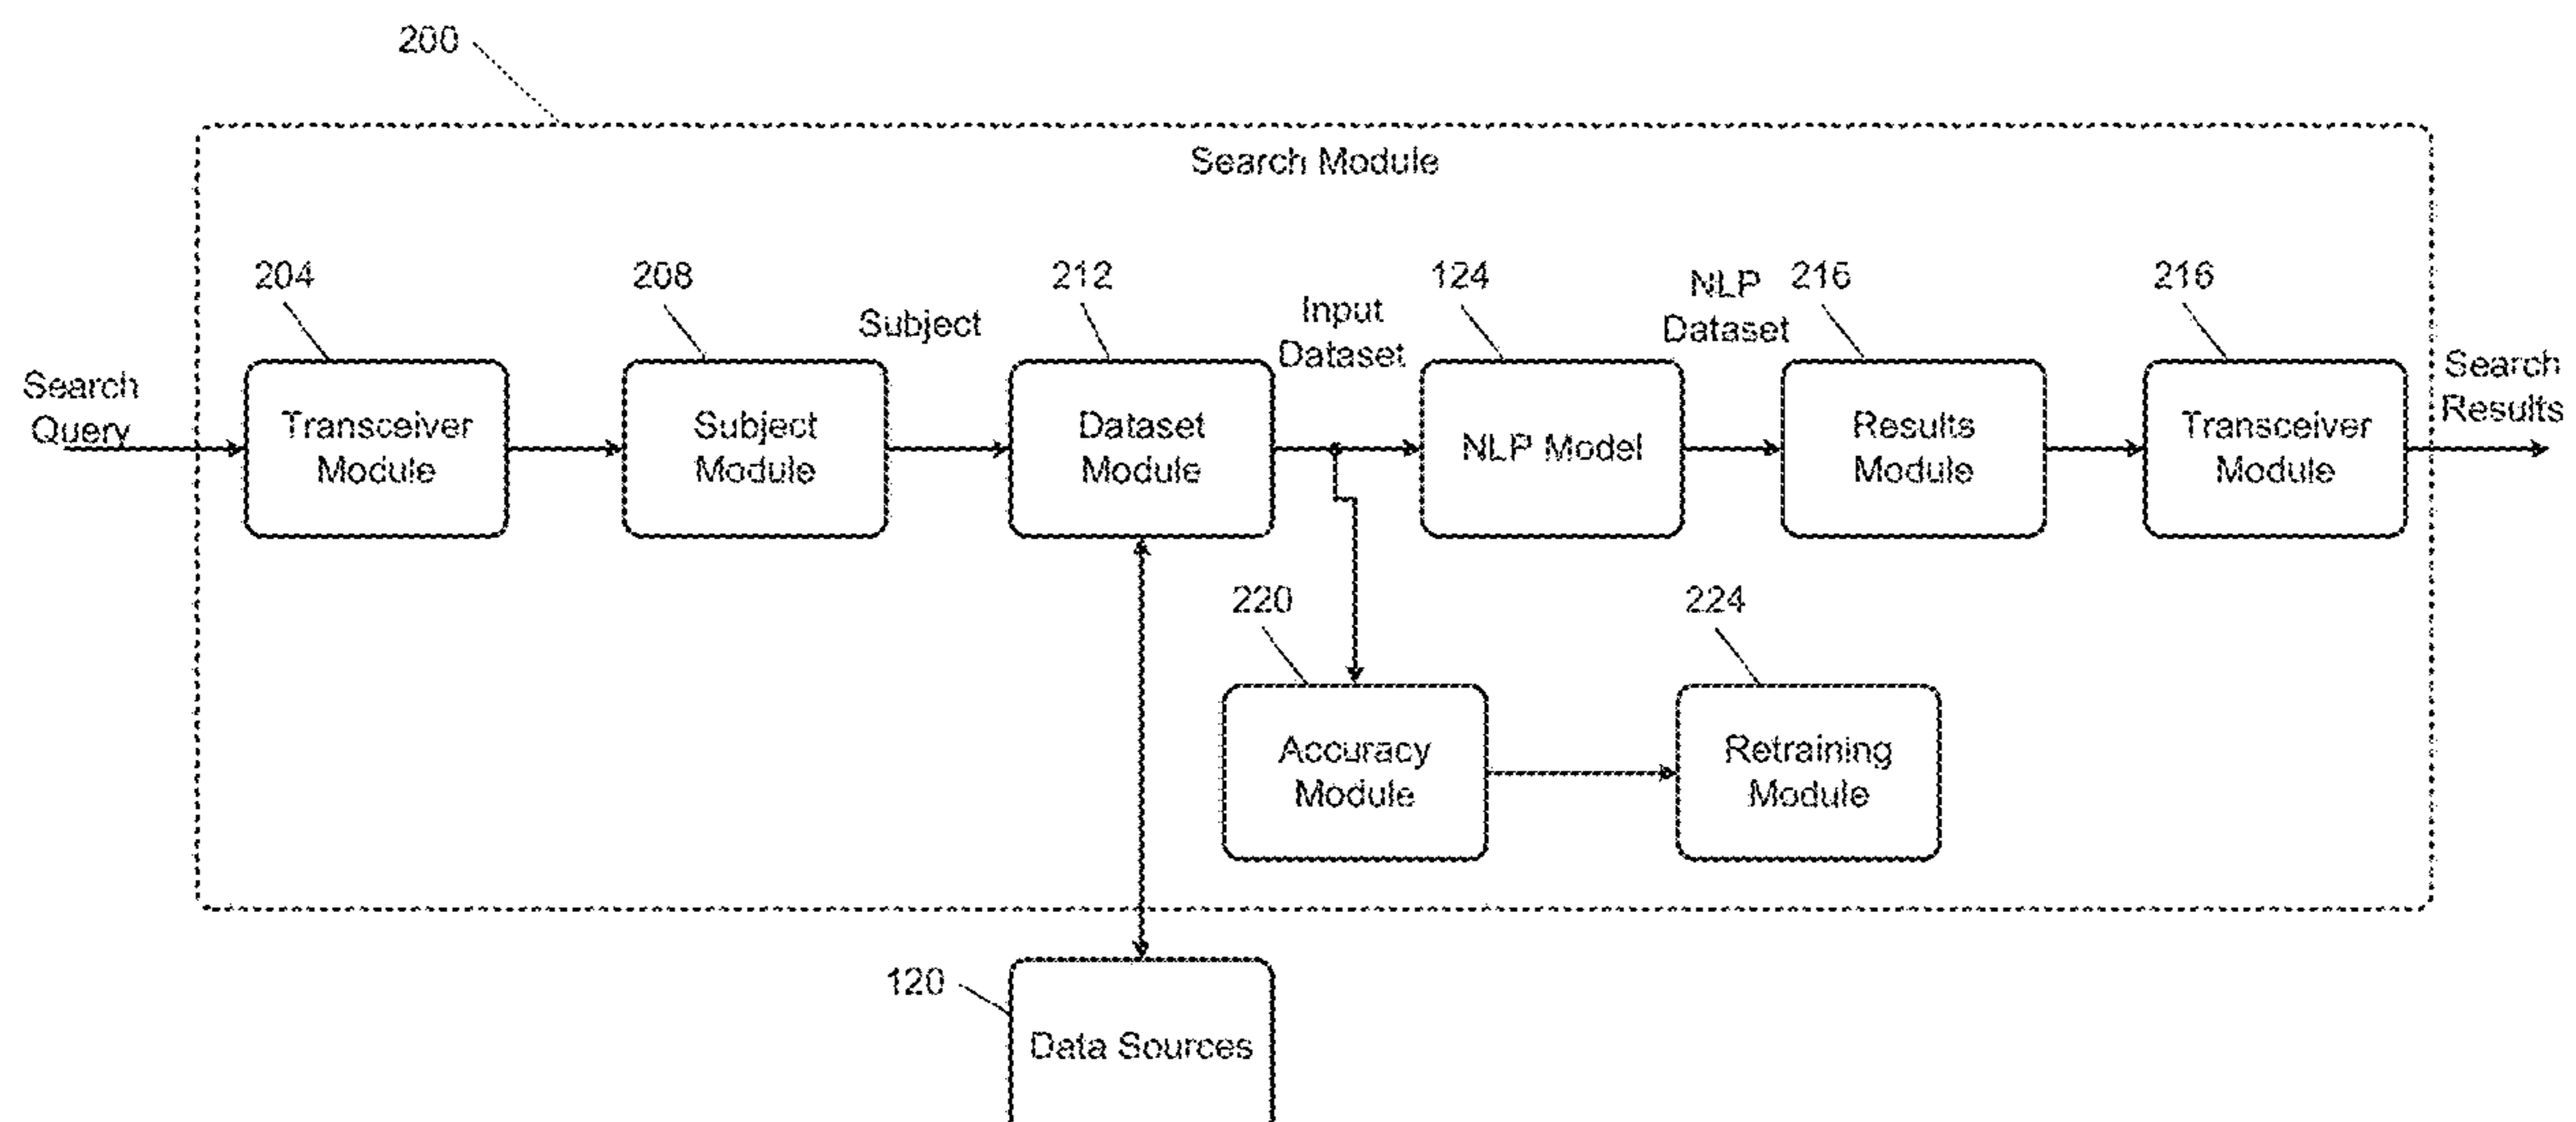 200
Search Module
204
208
212
124
216
216
Subject
Input
Dataset
NLP
Dataset
Search
Query
Transceiver
Module
Subject
Module
Dataset
Module
NLP Model
Results
Module
Transceiver
Module
Search
Results
220
224
Accuracy
Module
Retraining
Module
120
Data Sources